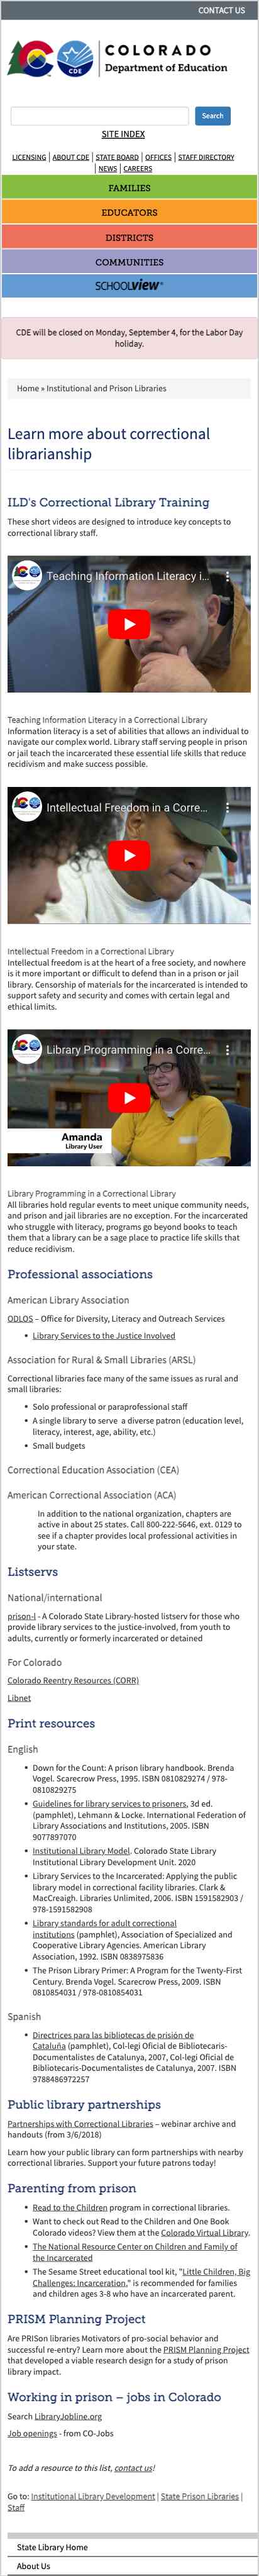 CONTACT US
COLORADO
Department of Education
CDE
Search
SITE INDEX
LICENSING | ABOUT CDE | STATE BOARD | OFFICES | STAFF DIRECTORY
| NEWS | CAREERS
FAMILIES
EDUCATORS
DISTRICTS
COMMUNITIES
SCHOOLVIEW®
CDE will be closed on Monday, September 4, for the Labor Day
holiday.
Home » Institutional and Prison Libraries
Learn more about correctional
librarianship
ILD's Correctional Library Training
These short videos are designed to introduce key concepts to
correctional library staff.
Teaching Information Literacy i...
Teaching Information Literacy in a Correctional Library
Information literacy is a set of abilities that allows an individual to
navigate our complex world. Library staff serving people in prison
or jail teach the incarcerated these essential life skills that reduce
recidivism and make success possible.
Intellectual Freedom in a Corre...
Intellectual Freedom in a Correctional Library
Intellectual freedom is at the heart of a free society, and nowhere
is it more important or difficult to defend than in a prison or jail
library. Censorship of materials for the incarcerated is intended to
support safety and security and comes with certain legal and
ethical limits.
Library Programming in a Corre...
Amanda
Library User
Library Programming in a Correctional Library
All libraries hold regular events to meet unique community needs,
and prison and jail libraries are no exception. For the incarcerated
who struggle with literacy, programs go beyond books to teach
them that a library can be a sage place to practice life skills that
reduce recidivism.
Professional associations
American Library Association
ODLOS – Office for Diversity, Literacy and Outreach Services
• Library Services to the Justice Involved
Association for Rural & Small Libraries (ARSL)
Correctional libraries face many of the same issues as rural and
small libraries:
• Solo professional or paraprofessional staff
• A single library to serve a diverse patron (education level,
literacy, interest, age, ability, etc.)
• Small budgets
Correctional Education Association (CEA)
American Correctional Association (ACA)
In addition to the national organization, chapters are
active in about 25 states. Call 800-222-5646, ext. 0129 to
see if a chapter provides local professional activities in
your state.
Listservs
National/international
prison-l - A Colorado State Library-hosted listserv for those who
provide library services to the justice-involved, from youth to
adults, currently or formerly incarcerated or detained
For Colorado
Colorado Reentry Resources (CORR)
Libnet
Print resources
English
• Down for the Count: A prison library handbook. Brenda
Vogel. Scarecrow Press, 1995. ISBN 0810829274 / 978-
0810829275
• Guidelines for library services to prisoners, 3d ed.
(pamphlet), Lehmann & Locke. International Federation of
Library Associations and Institutions, 2005. ISBN
9077897070
• Institutional Library Model. Colorado State Library
Institutional Library Development Unit. 2020
• Library Services to the Incarcerated: Applying the public
library model in correctional facility libraries. Clark &
MacCreaigh. Libraries Unlimited, 2006. ISBN 1591582903 /
978-1591582908
• Library standards for adult correctional
institutions (pamphlet), Association of Specialized and
Cooperative Library Agencies. American Library
Association, 1992. ISBN 0838975836
• The Prison Library Primer: A Program for the Twenty-First
Century. Brenda Vogel. Scarecrow Press, 2009. ISBN
0810854031 / 978-0810854031
Spanish
• Directrices para las bibliotecas de prisión de
Cataluña (pamphlet), Col-legi Oficial de Bibliotecaris-
Documentalistes de Catalunya, 2007, Col-legi Oficial de
Bibliotecaris-Documentalistes de Catalunya, 2007. ISBN
9788486972257
Public library partnerships
Partnerships with Correctional Libraries – webinar archive and
handouts (from 3/6/2018)
Learn how your public library can form partnerships with nearby
correctional libraries. Support your future patrons today!
Parenting from prison
• Read to the Children program in correctional libraries.
• Want to check out Read to the Children and One Book
Colorado videos? View them at the Colorado Virtual Library.
• The National Resource Center on Children and Family of
the Incarcerated
• The Sesame Street educational tool kit, "Little Children, Big
Challenges: Incarceration," is recommended for families
and children ages 3-8 who have an incarcerated parent.
PRISM Planning Project
Are PRISon libraries Motivators of pro-social behavior and
successful re-entry? Learn more about the PRISM Planning Project
that developed a viable research design for a study of prison
library impact.
Working in prison – jobs in Colorado
Search LibraryJobline.org
Job openings - from CO-Jobs
To add a resource to this list, contact us!
Go to: Institutional Library Development | State Prison Libraries |
Staff
State Library Home
About Us